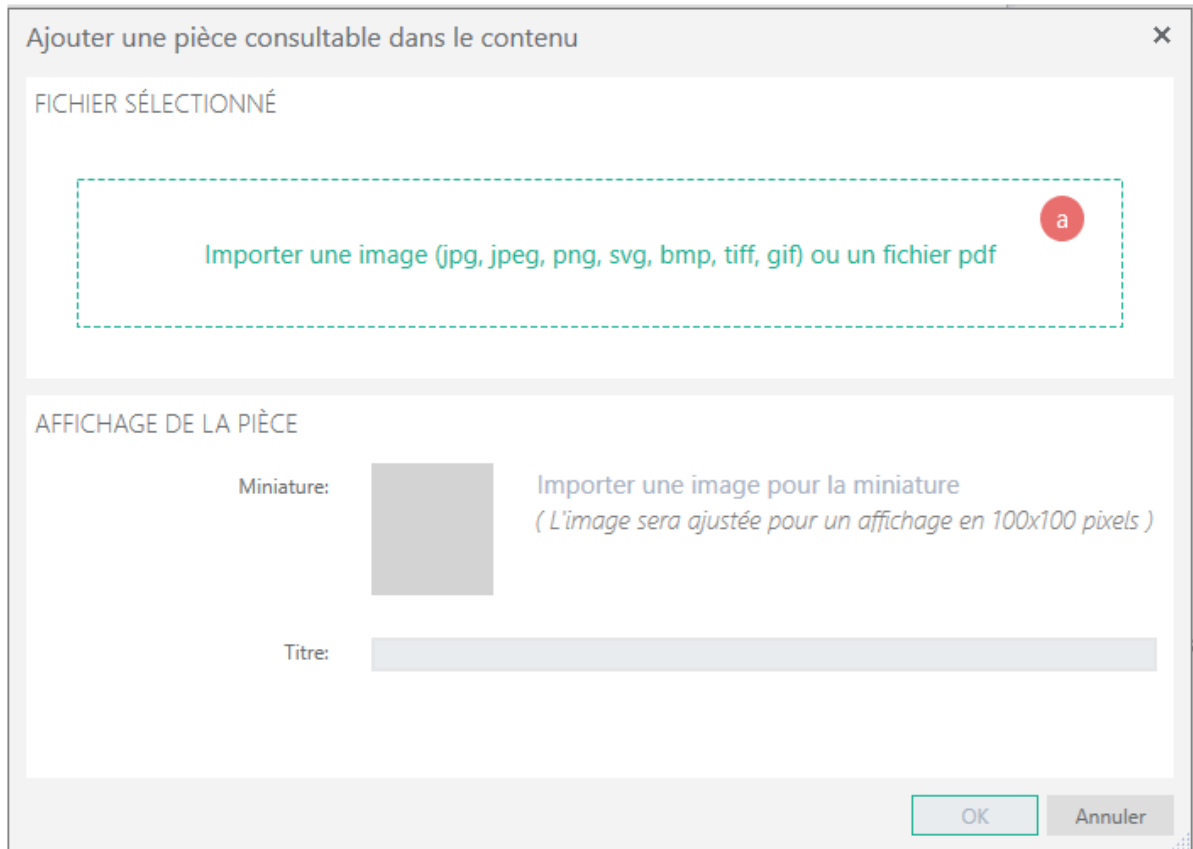 Ajouter une pièce consultable dans le contenu
FICHIER SÉLECTIONNÉ
a
Importer une image (jpg, jpeg, png, svg, bmp, tiff, gif) ou un fichier pdf
AFFICHAGE DE LA PIÈCE
Miniature:
Importer une image pour la miniature
( L'image sera ajustée pour un affichage en 100x100 pixels )
Titre:
OK
Annuler